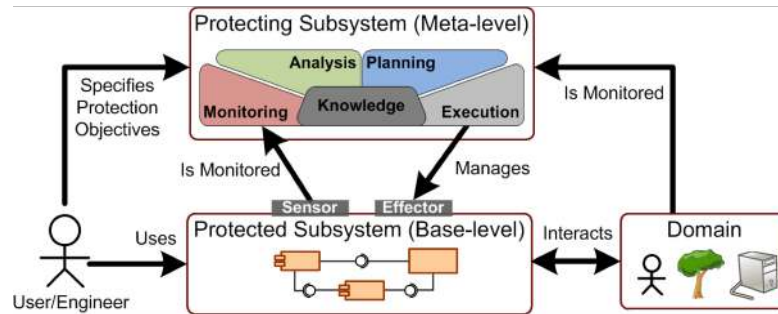 Protecting Subsystem (Meta-level)
Analysis
Planning
Monitoring
Knowledge
Execution
Specifies
Protection
Objectives
Is Monitored
Is Monitored
Manages
Sensor
Effector
Protected Subsystem (Base-level)
Uses
Interacts
Domain
User/Engineer